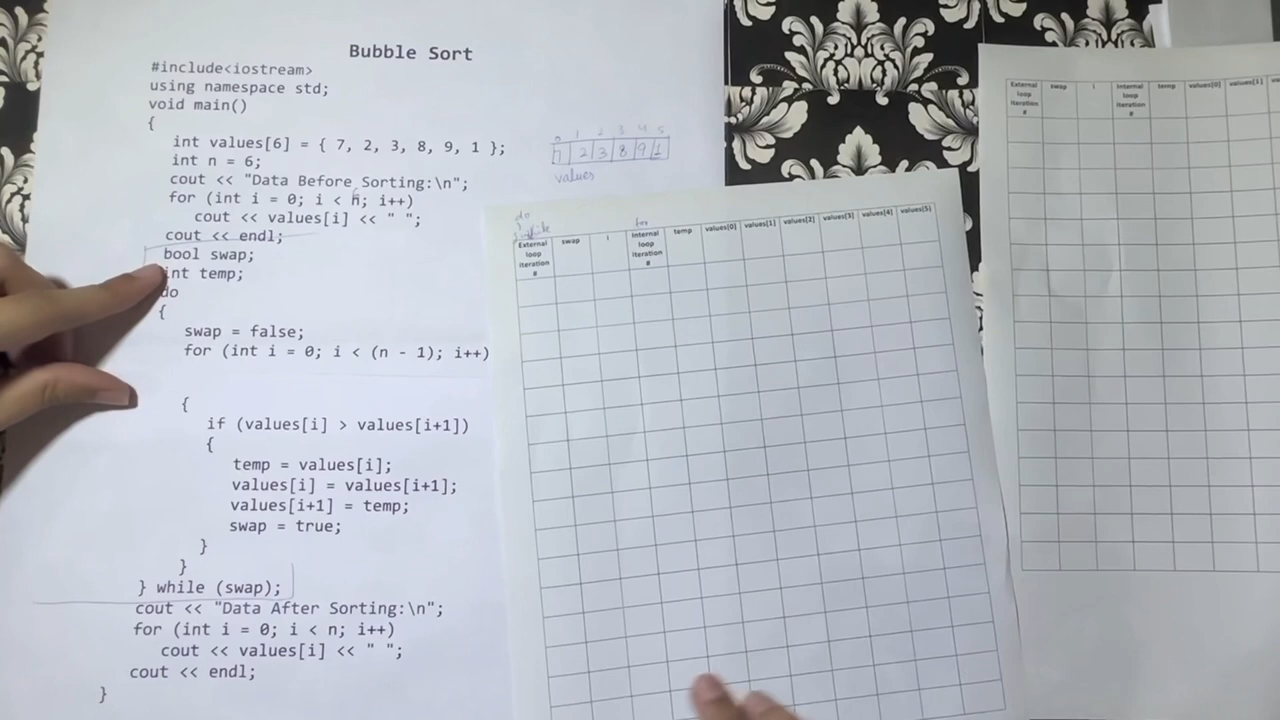 Bubble Sort
#include<iostream>
using namespace std;
void main()
{
int values[6] = { 7, 2, 3, 8, 9, 1 };
int n = 6;
cout << "Data Before Sorting:\n";
for (int i = 0; i < n; i++)
cout << values[i] << " ";
cout << endl;
bool swap;
int temp;
do
{
swap = false;
for (int i = 0; i < (n - 1); i++)
{
if (values[i] > values[i+1])
{
temp = values[i];
values[i] = values[i+1];
values[i+1] = temp;
swap = true;
}
}
} while (swap);
cout << "Data After Sorting:\n";
for (int i = 0; i < n; i++)
cout << values[i] << " ";
cout << endl;
}
0 1 2 3 4 5
7 2 3 8 9 1
values
do
} while
for
External loop Iteration # swap i Internal loop Iteration # temp values[0] values[1] values[2] values[3] values[4] values[5]
External loop Iteration # swap i Internal loop Iteration # temp values[0] values[1]